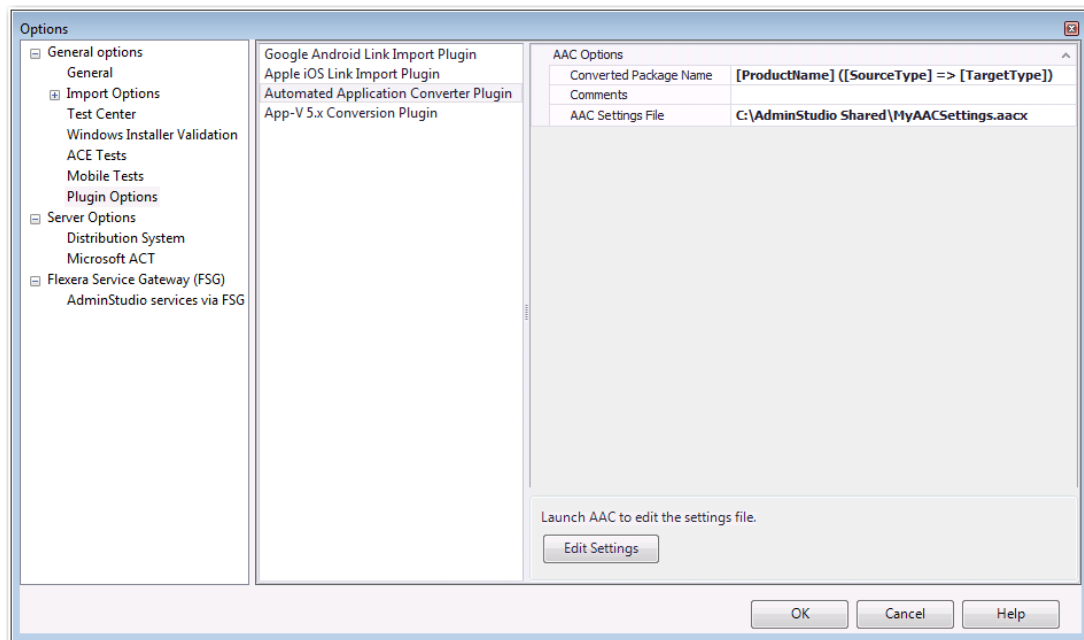 Options
General options
General
Import Options
Test Center
Windows Installer Validation
ACE Tests
Mobile Tests
Plugin Options
Server Options
Distribution System
Microsoft ACT
Flexera Service Gateway (FSG)
AdminStudio services via FSG
Google Android Link Import Plugin
Apple iOS Link Import Plugin
Automated Application Converter Plugin
App-V 5.x Conversion Plugin
AAC Options
Converted Package Name [ProductName] ([SourceType] => [TargetType])
Comments
AAC Settings File C:\AdminStudio Shared\MyAACSettings.aacx
Launch AAC to edit the settings file.
Edit Settings
OK Cancel Help